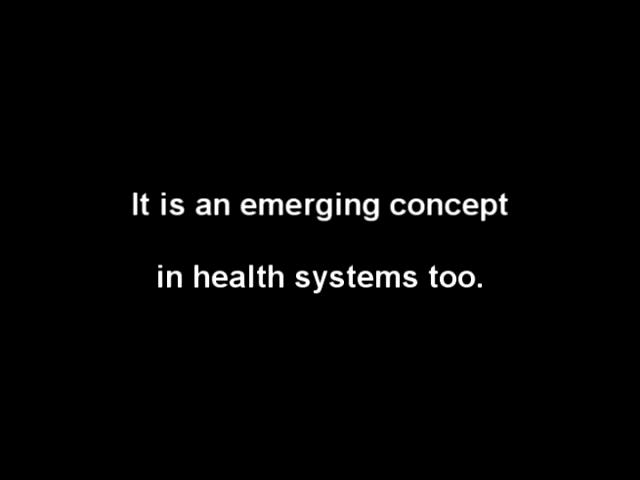 It is an emerging concept
in health systems too.